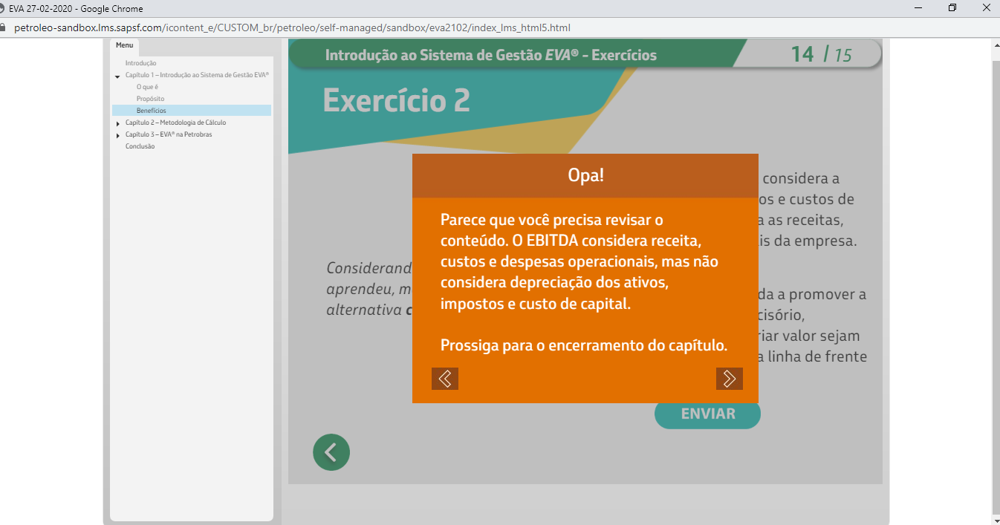 EVA 27-02-2020 - Google Chrome
petroleo-sandbox.lms.sapsf.com/icontent_e/CUSTOM_br/petroleo/self-managed/sandbox/eva2102/index_lms_html5.html
Menu
Introdução
Capítulo 1 – Introdução ao Sistema de Gestão EVA®
O que é
Propósito
Benefícios
Capítulo 2 – Metodologia de Cálculo
Capítulo 3 – EVA® na Petrobras
Conclusão
Introdução ao Sistema de Gestão EVA® - Exercícios
14 / 15
Exercício 2
Considerand
aprendeu, m
alternativa c
considera a
os e custos de
a as receitas,
is da empresa.
da a promover a
cisório,
riar valor sejam
a linha de frente
Opa!
Parece que você precisa revisar o
conteúdo. O EBITDA considera receita,
custos e despesas operacionais, mas não
considera depreciação dos ativos,
impostos e custo de capital.
Prossiga para o encerramento do capítulo.
ENVIAR